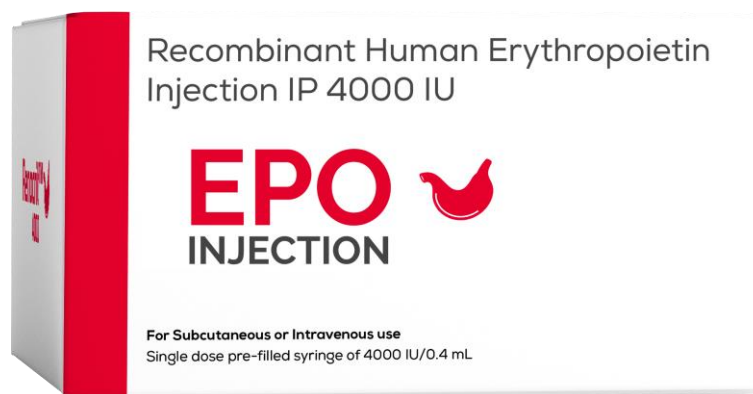 Recombinant Human Erythropoietin
Injection IP 4000 IU
EPO
INJECTION
For Subcutaneous or Intravenous use
Single dose pre-filled syringe of 4000 IU/0.4 mL
4000